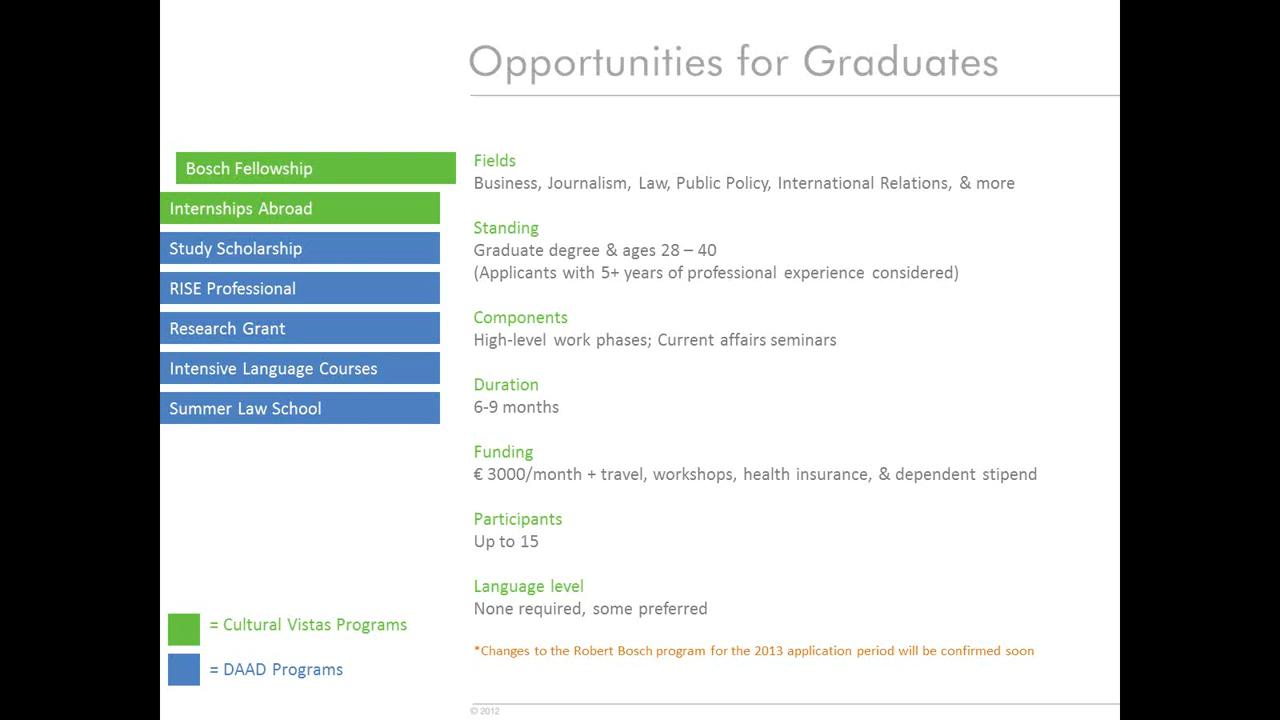 Opportunities for Graduates
Bosch Fellowship
Internships Abroad
Study Scholarship
RISE Professional
Research Grant
Intensive Language Courses
Summer Law School
Fields
Business, Journalism, Law, Public Policy, International Relations, & more
Standing
Graduate degree & ages 28 – 40
(Applicants with 5+ years of professional experience considered)
Components
High-level work phases; Current affairs seminars
Duration
6-9 months
Funding
€ 3000/month + travel, workshops, health insurance, & dependent stipend
Participants
Up to 15
Language level
None required, some preferred
*Changes to the Robert Bosch program for the 2013 application period will be confirmed soon
= Cultural Vistas Programs
= DAAD Programs
© 2012